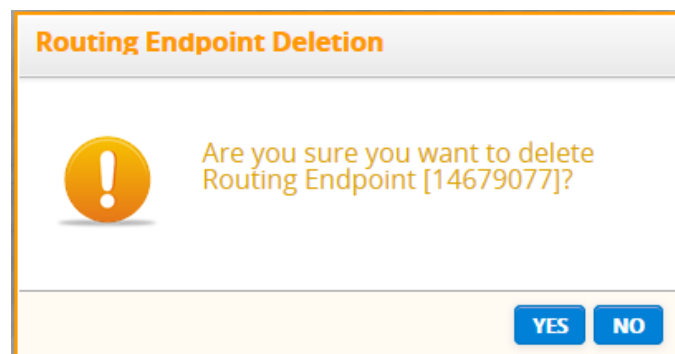 Routing Endpoint Deletion
Are you sure you want to delete
Routing Endpoint [14679077]?
YES NO